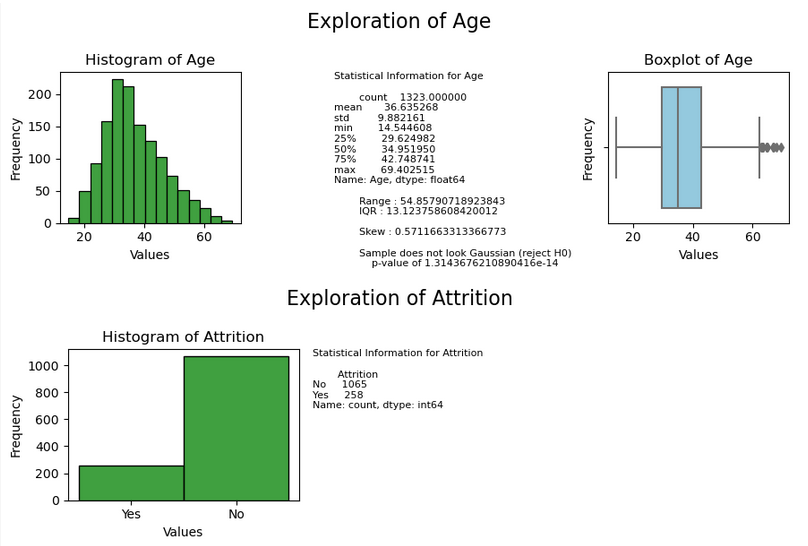 Exploration of Age
Histogram of Age
Frequency
200
150
100
50
0
20 40 60
Values
Statistical Information for Age
count 1323.000000
mean 36.635268
std 9.882161
min 14.544608
25% 29.624982
50% 34.951950
75% 42.748741
max 69.402515
Name: Age, dtype: float64
Range : 54.85790718923843
IQR : 13.123758608420012
Skew : 0.5711663313366773
Sample does not look Gaussian (reject H0)
p-value of 1.3143676210890416e-14
Boxplot of Age
Frequency
20 40 60
Values
Exploration of Attrition
Histogram of Attrition
Frequency
1000
800
600
400
200
0
Yes No
Values
Statistical Information for Attrition
Attrition
No 1065
Yes 258
Name: count, dtype: int64